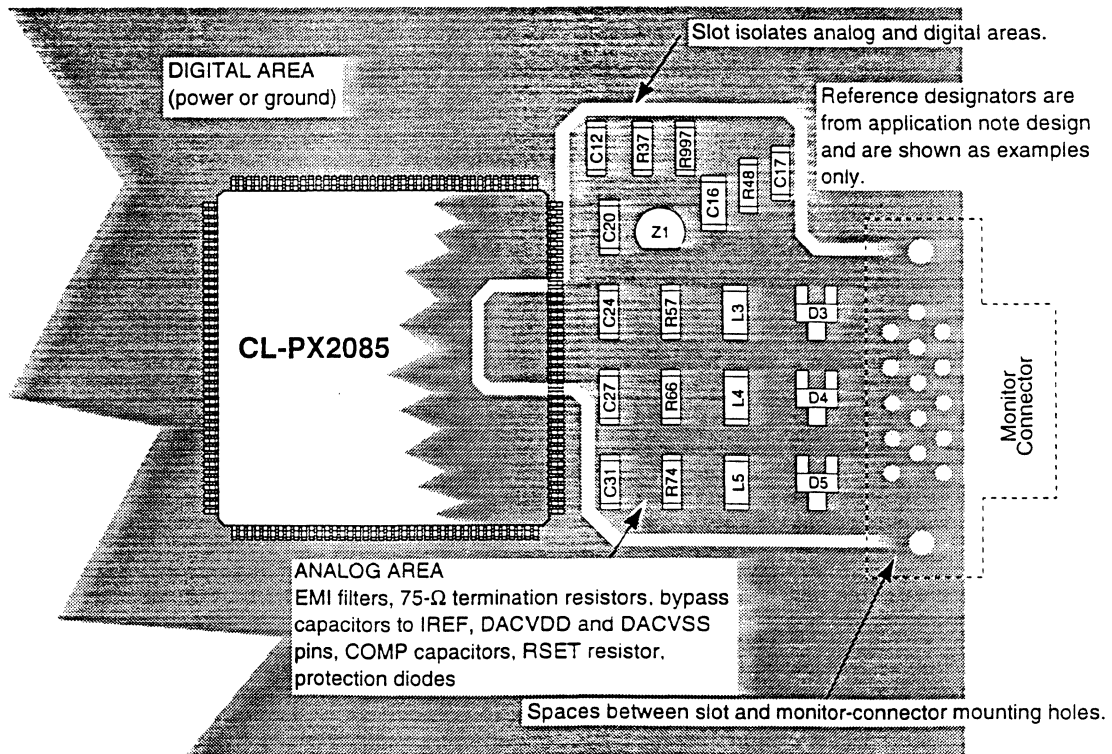 Slot isolates analog and digital areas.
DIGITAL AREA
(power or ground)
Reference designators are
from application note design
and are shown as examples
only.
C12
R37
R997
C16
R48
C17
C20
Z1
CL-PX2085
C24
R57
L3
D3
C27
R66
L4
D4
C31
R74
L5
D5
Monitor
Connector
ANALOG AREA
EMI filters, 75-Ω termination resistors, bypass
capacitors to IREF, DACVDD and DACVSS
pins, COMP capacitors, RSET resistor,
protection diodes
Spaces between slot and monitor-connector mounting holes.